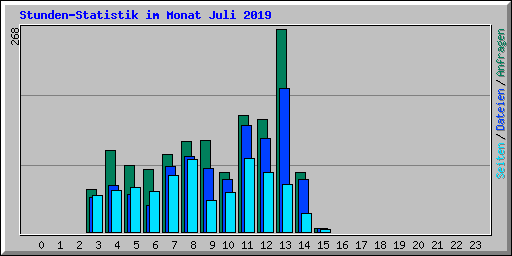 Stunden-Statistik im Monat Juli 2019
268
Seiten / Dateien / Anfragen
0 1 2 3 4 5 6 7 8 9 10 11 12 13 14 15 16 17 18 19 20 21 22 23